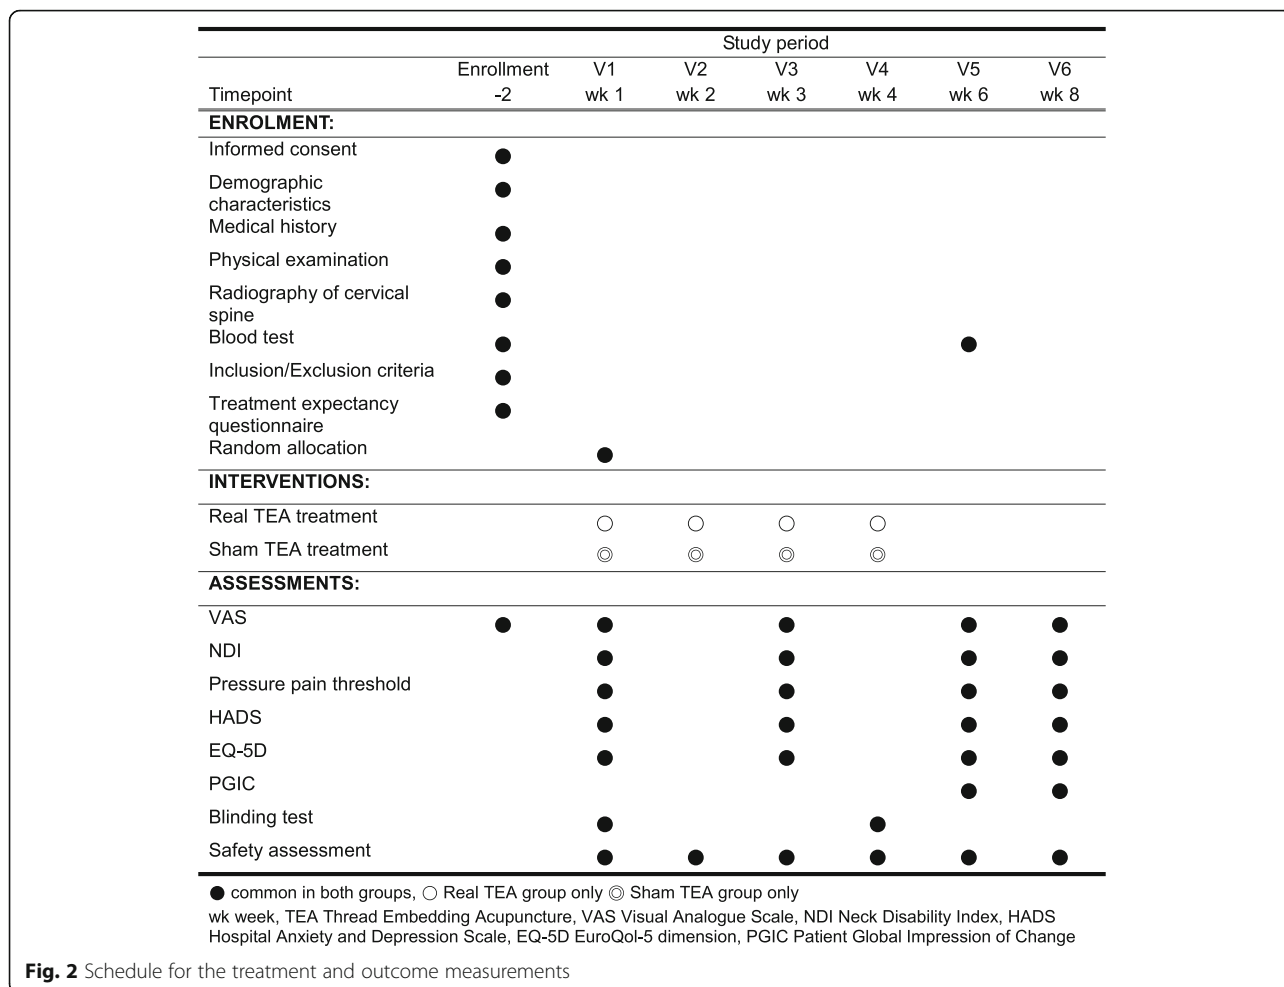 Study period
Enrollment V1 V2 V3 V4 V5 V6
Timepoint -2 wk 1 wk 2 wk 3 wk 4 wk 6 wk 8
ENROLMENT:
Informed consent ●
Demographic
characteristics ●
Medical history ●
Physical examination ●
Radiography of cervical
spine ●
Blood test ● ●
Inclusion/Exclusion criteria ●
Treatment expectancy
questionnaire ●
Random allocation ●
INTERVENTIONS:
Real TEA treatment ○ ○ ○ ○
Sham TEA treatment ◎ ◎ ◎ ◎
ASSESSMENTS:
VAS ● ● ● ● ●
NDI ● ● ● ●
Pressure pain threshold ● ● ● ●
HADS ● ● ● ●
EQ-5D ● ● ● ●
PGIC ● ●
Blinding test ● ●
Safety assessment ● ● ● ● ● ●
● common in both groups, ○ Real TEA group only ◎ Sham TEA group only
wk week, TEA Thread Embedding Acupuncture, VAS Visual Analogue Scale, NDI Neck Disability Index, HADS
Hospital Anxiety and Depression Scale, EQ-5D EuroQol-5 dimension, PGIC Patient Global Impression of Change
Fig. 2 Schedule for the treatment and outcome measurements